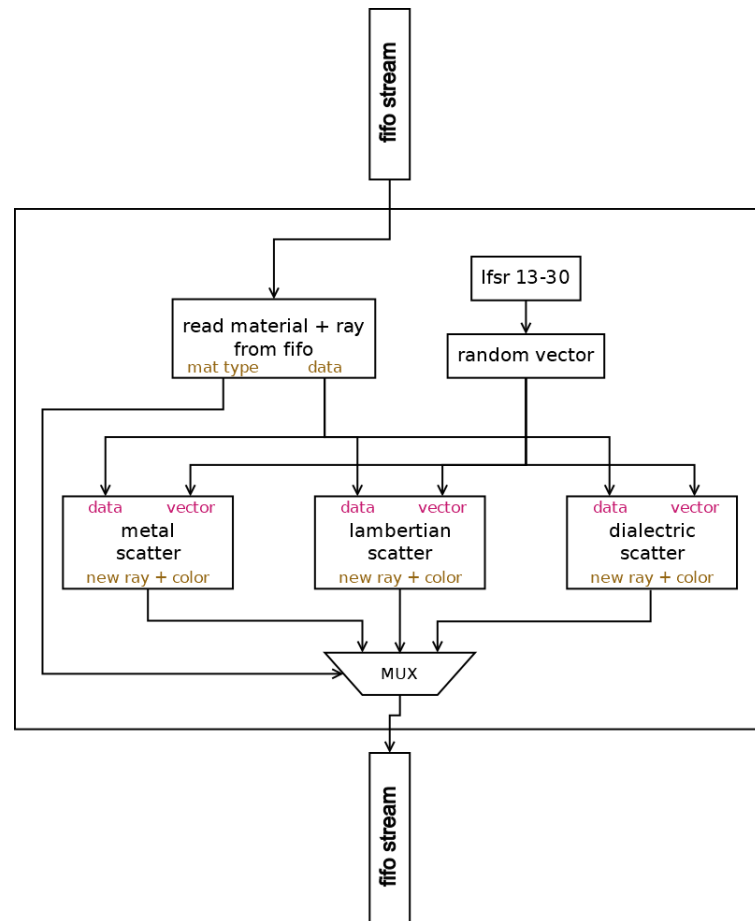 fifo stream
lfsr 13-30
read material + ray
from fifo
mat type data
random vector
data vector
metal
scatter
new ray + color
data vector
lambertian
scatter
new ray + color
data vector
dialectric
scatter
new ray + color
MUX
fifo stream